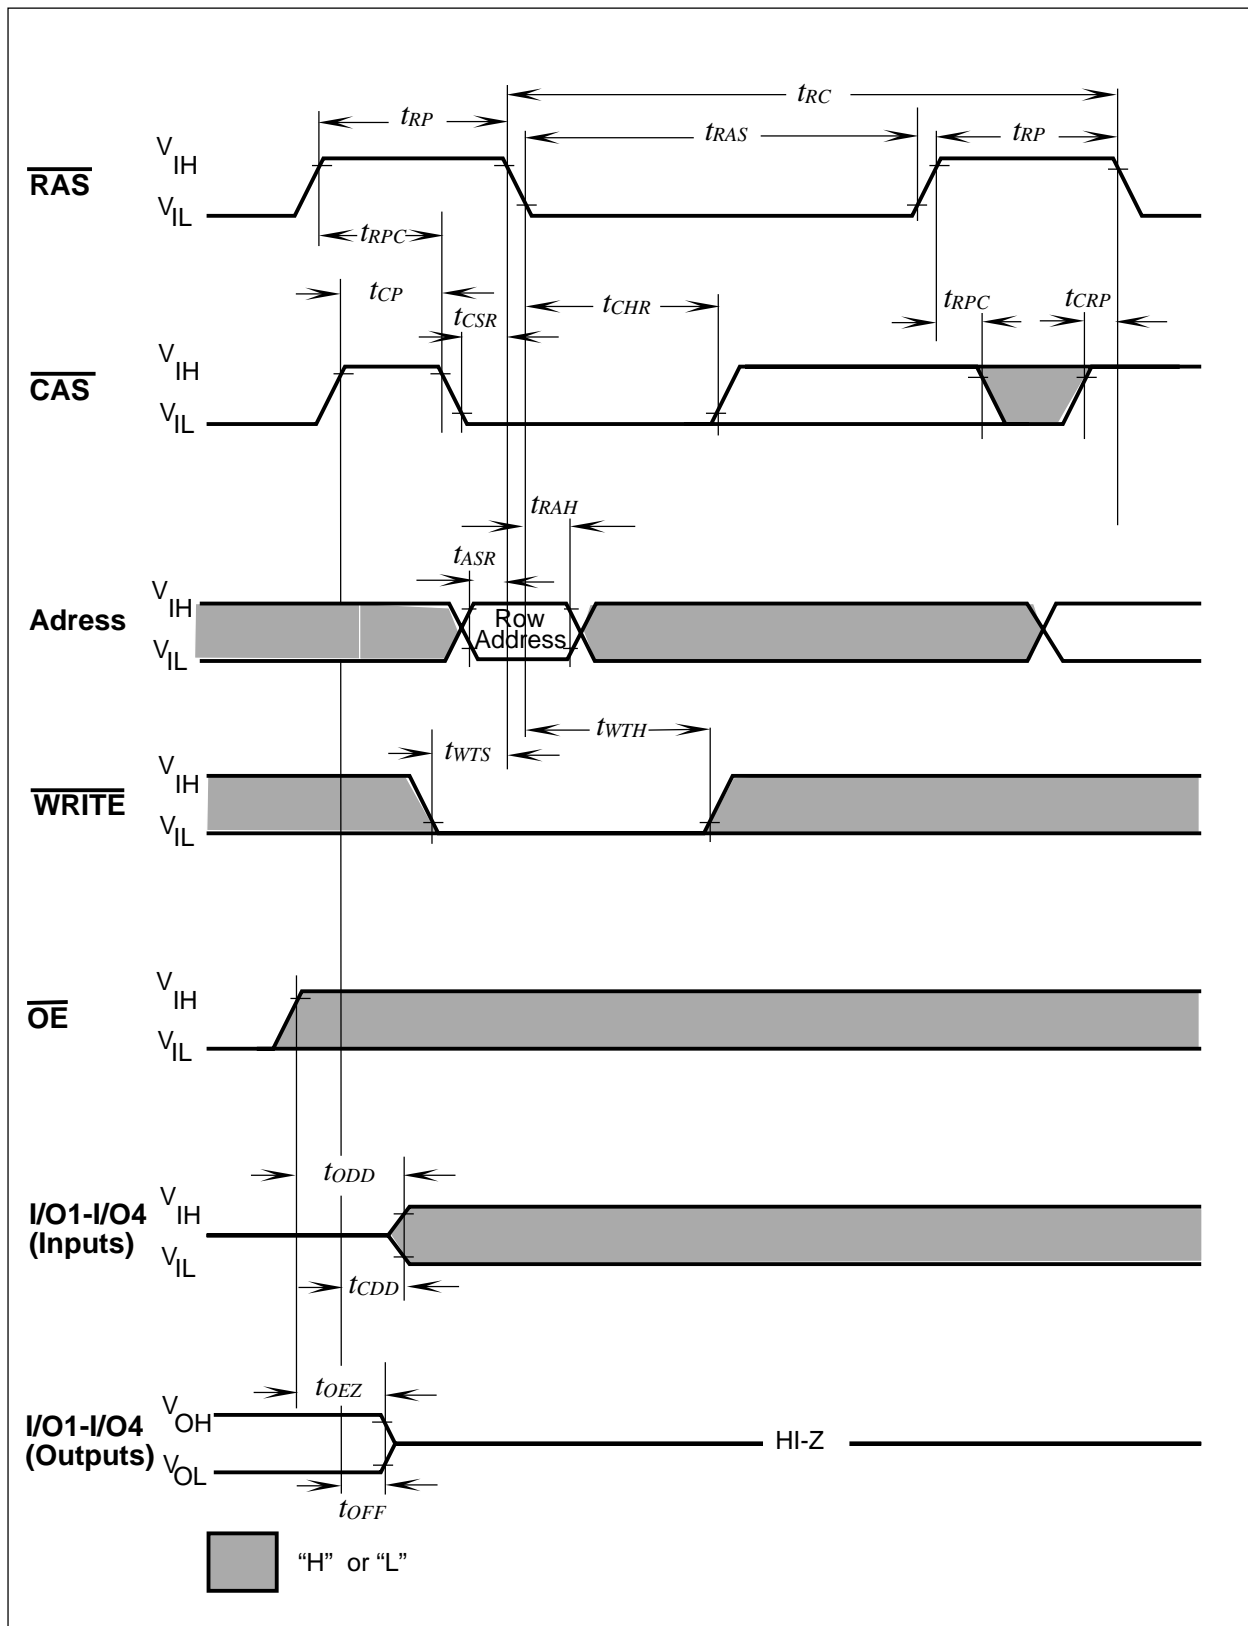 tRC
tRP
tRAS
tRP
RAS
VIH
VIL
tRPC
tCP
tCSR
tCHR
tRPC
tCRP
CAS
VIH
VIL
tRAH
tASR
Adress
VIH
VIL
Row
Address
tWTS
tWTH
WRITE
VIH
VIL
OE
VIH
VIL
tODD
I/O1-I/O4
(Inputs)
VIH
VIL
tCDD
tOEZ
I/O1-I/O4
(Outputs)
VOH
VOL
HI-Z
tOFF
“H” or “L”